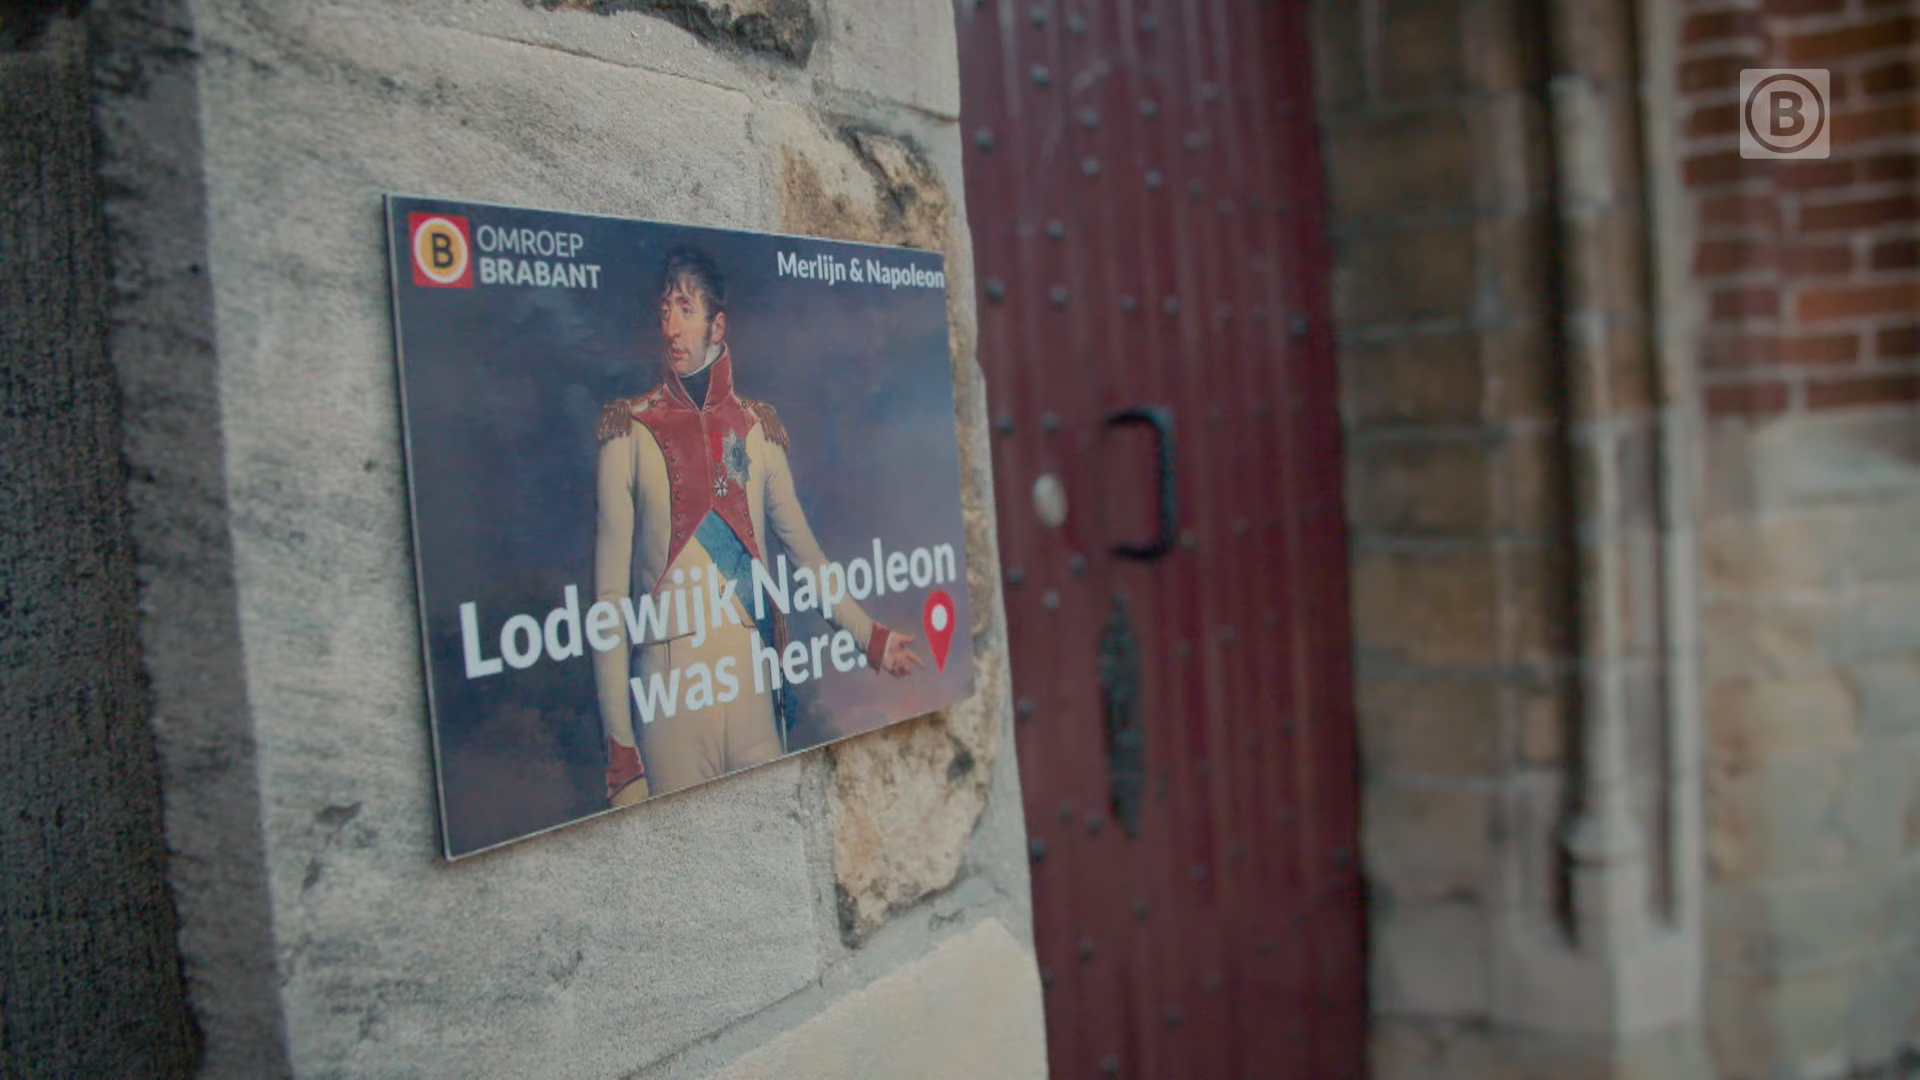 B
B OMROEP
BRABANT
Merlijn & Napoleon
Lodewijk Napoleon
was here.